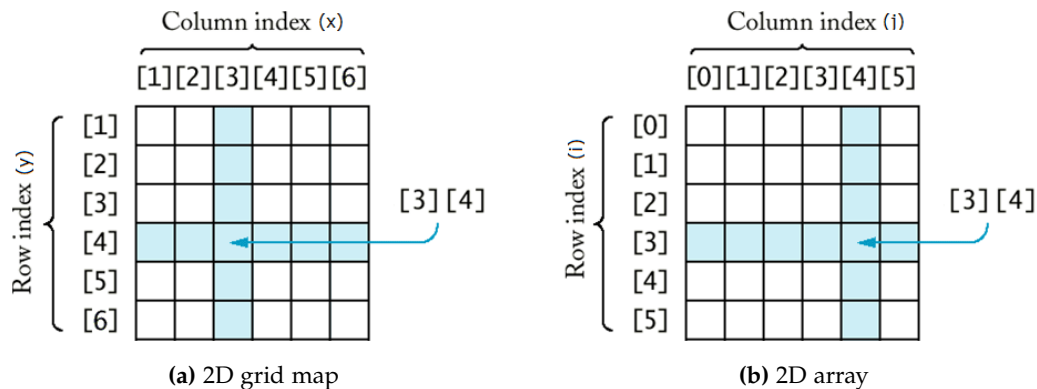 Column index (x)
[1][2][3][4][5][6]
Row index (y)
[1]
[2]
[3]
[4]
[5]
[6]
[3][4]
(a) 2D grid map
Column index (j)
[0][1][2][3][4][5]
Row index (i)
[0]
[1]
[2]
[3]
[4]
[5]
[3][4]
(b) 2D array